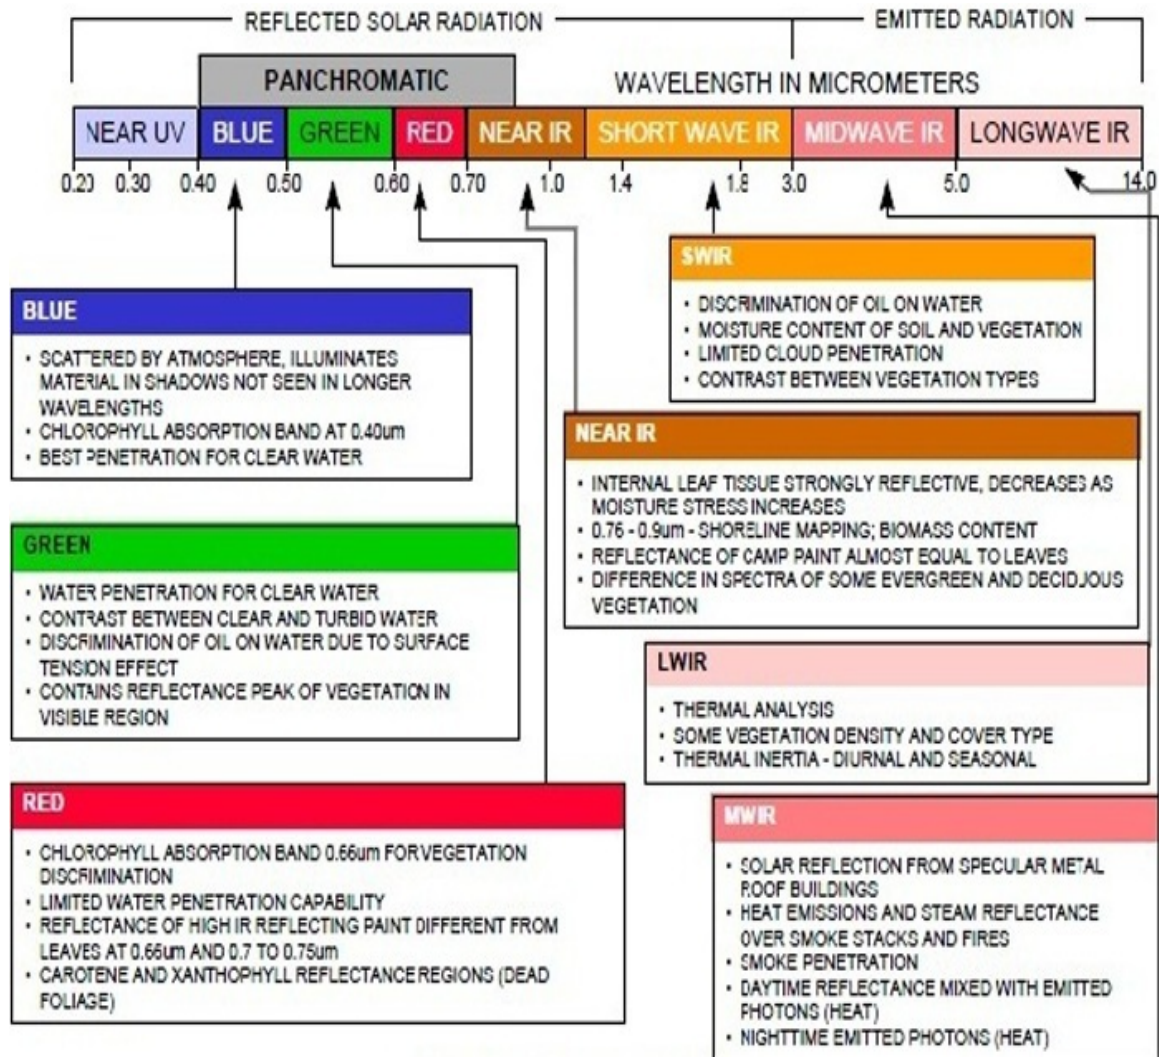 REFLECTED SOLAR RADIATION
EMITTED RADIATION
PANCHROMATIC
WAVELENGTH IN MICROMETERS
NEAR UV
BLUE
GREEN
RED
NEAR IR
SHORT WAVE IR
MIDWAVE IR
LONGWAVE IR
0.20
0.30
0.40
0.50
0.60
0.70
1.0
1.4
1.8
3.0
5.0
14.0
BLUE
• SCATTERED BY ATMOSPHERE, ILLUMINATES
MATERIAL IN SHADOWS NOT SEEN IN LONGER
WAVELENGTHS
• CHLOROPHYLL ABSORPTION BAND AT 0.40um
• BEST PENETRATION FOR CLEAR WATER
SWIR
• DISCRIMINATION OF OIL ON WATER
• MOISTURE CONTENT OF SOIL AND VEGETATION
• LIMITED CLOUD PENETRATION
• CONTRAST BETWEEN VEGETATION TYPES
NEAR IR
• INTERNAL LEAF TISSUE STRONGLY REFLECTIVE, DECREASES AS
MOISTURE STRESS INCREASES
• 0.76 - 0.9um - SHORELINE MAPPING; BIOMASS CONTENT
• REFLECTANCE OF CAMP PAINT ALMOST EQUAL TO LEAVES
• DIFFERENCE IN SPECTRA OF SOME EVERGREEN AND DECIDUOUS
VEGETATION
GREEN
• WATER PENETRATION FOR CLEAR WATER
• CONTRAST BETWEEN CLEAR AND TURBID WATER
• DISCRIMINATION OF OIL ON WATER DUE TO SURFACE
TENSION EFFECT
• CONTAINS REFLECTANCE PEAK OF VEGETATION IN
VISIBLE REGION
LWIR
• THERMAL ANALYSIS
• SOME VEGETATION DENSITY AND COVER TYPE
• THERMAL INERTIA - DIURNAL AND SEASONAL
RED
• CHLOROPHYLL ABSORPTION BAND 0.66um FOR VEGETATION
DISCRIMINATION
• LIMITED WATER PENETRATION CAPABILITY
• REFLECTANCE OF HIGH IR REFLECTING PAINT DIFFERENT FROM
LEAVES AT 0.66um AND 0.7 TO 0.75um
• CAROTENE AND XANTHOPHYLL REFLECTANCE REGIONS (DEAD
FOLIAGE)
MWIR
• SOLAR REFLECTION FROM SPECULAR METAL
ROOF BUILDINGS
• HEAT EMISSIONS AND STEAM REFLECTANCE
OVER SMOKE STACKS AND FIRES
• SMOKE PENETRATION
• DAYTIME REFLECTANCE MIXED WITH EMITTED
PHOTONS (HEAT)
• NIGHTTIME EMITTED PHOTONS (HEAT)